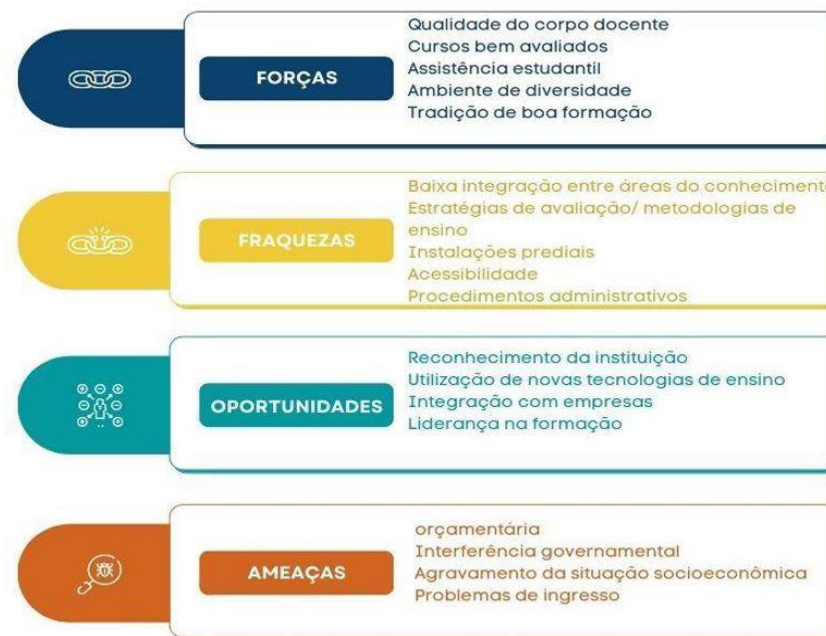 FORÇAS
Qualidade do corpo docente
Cursos bem avaliados
Assistência estudantil
Ambiente de diversidade
Tradição de boa formação
FRAQUEZAS
Baixa integração entre áreas do conhecimento
Estratégias de avaliação/ metodologias de
ensino
Instalações prediais
Acessibilidade
Procedimentos administrativos
OPORTUNIDADES
Reconhecimento da instituição
Utilização de novas tecnologias de ensino
Integração com empresas
Liderança na formação
AMEAÇAS
orçamentária
Interferência governamental
Agravamento da situação socioeconômica
Problemas de ingresso